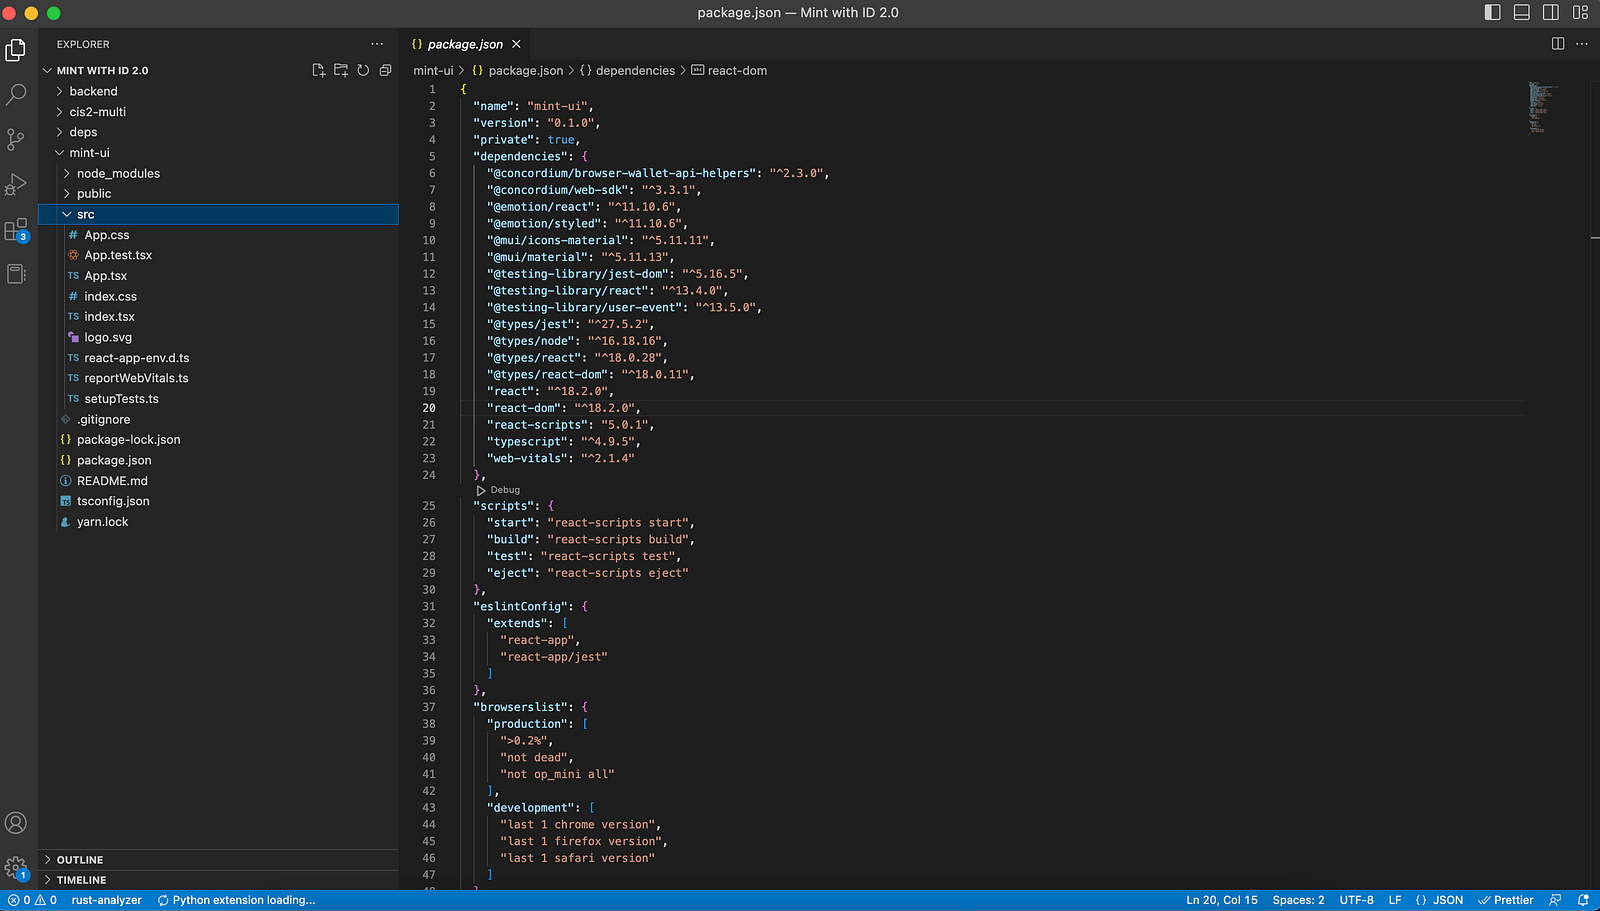 package.json — Mint with ID 2.0
EXPLORER
MINT WITH ID 2.0
backend
cis2-multi
deps
mint-ui
node_modules
public
src
# App.css
App.test.tsx
TS App.tsx
# index.css
TS index.tsx
logo.svg
TS react-app-env.d.ts
TS reportWebVitals.ts
TS setupTests.ts
.gitignore
{} package-lock.json
{} package.json
README.md
TS tsconfig.json
yarn.lock
OUTLINE
TIMELINE
3
1
{} package.json
mint-ui > {} package.json > {} dependencies > react-dom
1 {
2 "name": "mint-ui",
3 "version": "0.1.0",
4 "private": true,
5 "dependencies": {
6 "@concordium/browser-wallet-api-helpers": "^2.3.0",
7 "@concordium/web-sdk": "^3.3.1",
8 "@emotion/react": "^11.10.6",
9 "@emotion/styled": "^11.10.6",
10 "@mui/icons-material": "^5.11.11",
11 "@mui/material": "^5.11.13",
12 "@testing-library/jest-dom": "^5.16.5",
13 "@testing-library/react": "^13.4.0",
14 "@testing-library/user-event": "^13.5.0",
15 "@types/jest": "^27.5.2",
16 "@types/node": "^16.18.16",
17 "@types/react": "^18.0.28",
18 "@types/react-dom": "^18.0.11",
19 "react": "^18.2.0",
20 "react-dom": "^18.2.0",
21 "react-scripts": "5.0.1",
22 "typescript": "^4.9.5",
23 "web-vitals": "^2.1.4"
24 },
Debug
25 "scripts": {
26 "start": "react-scripts start",
27 "build": "react-scripts build",
28 "test": "react-scripts test",
29 "eject": "react-scripts eject"
30 },
31 "eslintConfig": {
32 "extends": [
33 "react-app",
34 "react-app/jest"
35 ]
36 },
37 "browserslist": {
38 "production": [
39 ">0.2%",
40 "not dead",
41 "not op_mini all"
42 ],
43 "development": [
44 "last 1 chrome version",
45 "last 1 firefox version",
46 "last 1 safari version"
47 ]
0 0 rust-analyzer Python extension loading... Ln 20, Col 15 Spaces: 2 UTF-8 LF {} JSON Prettier